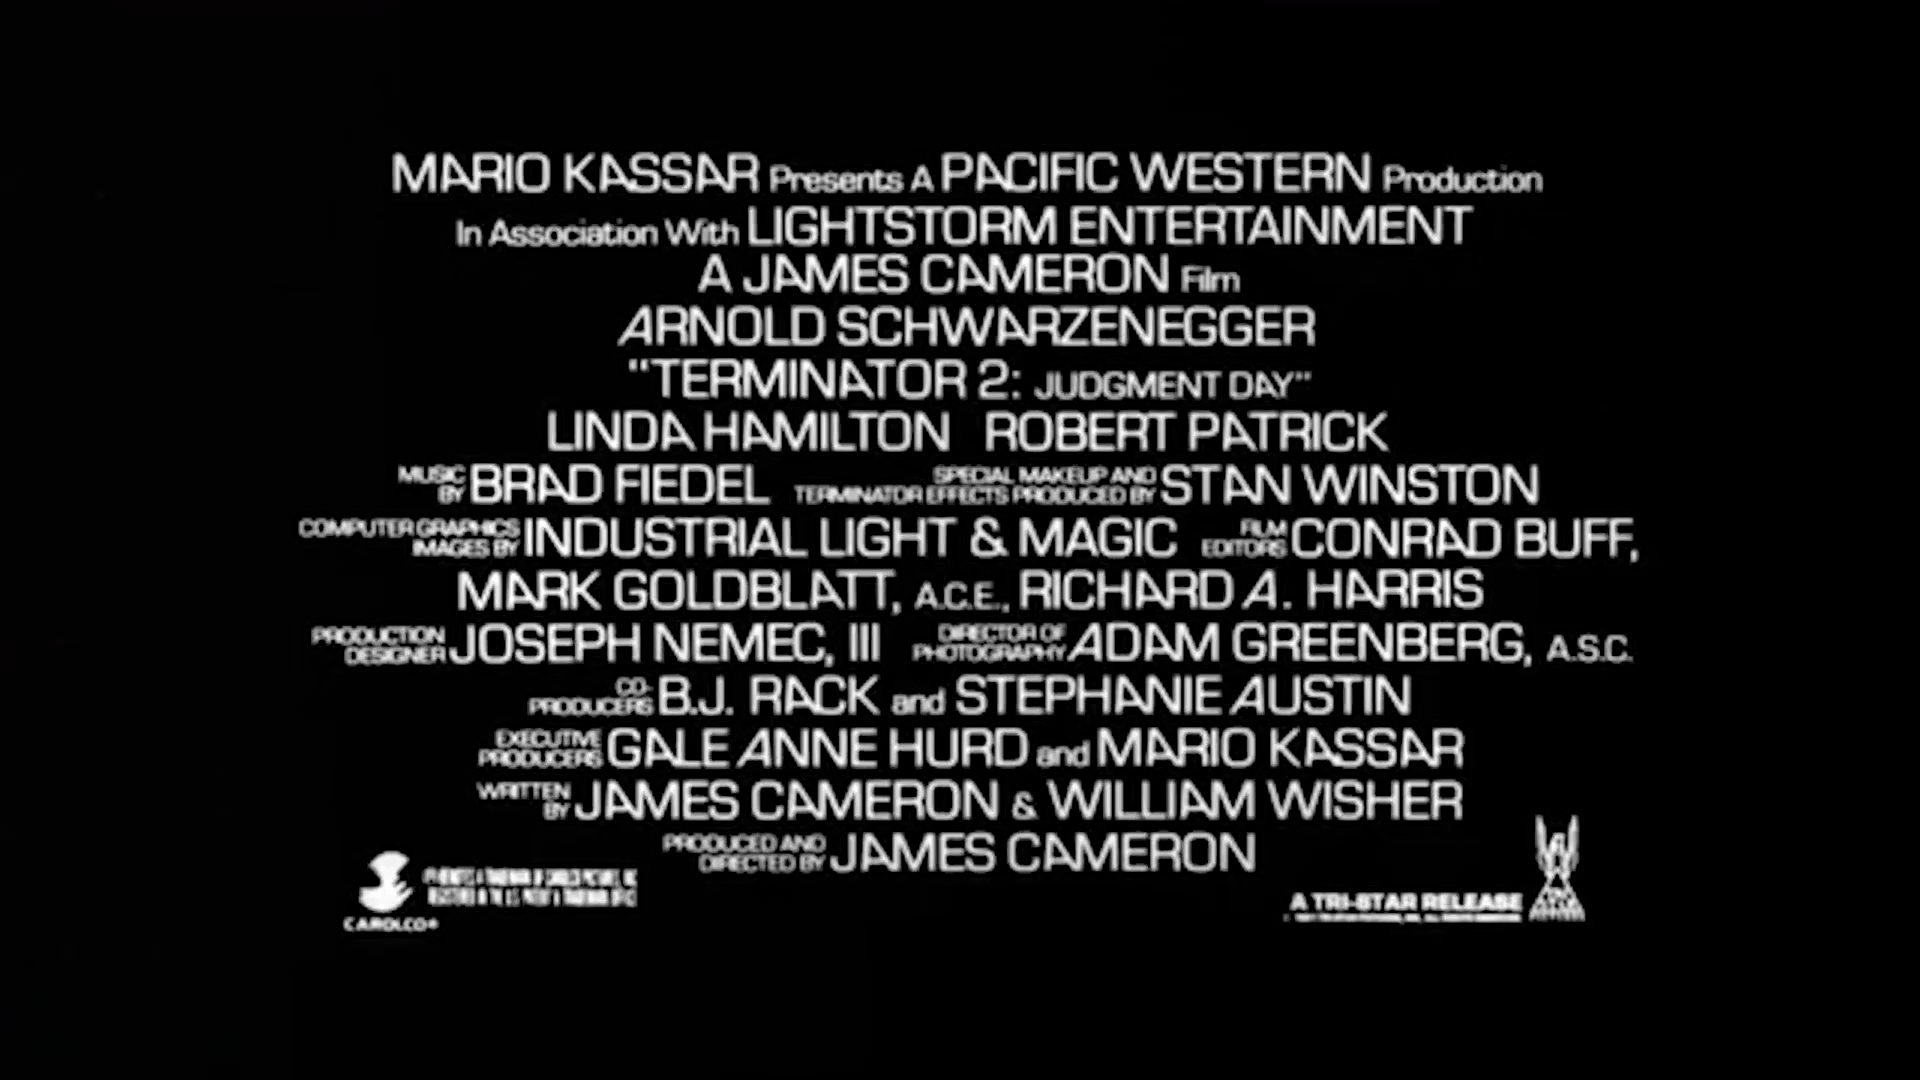 MARIO KASSAR Presents A PACIFIC WESTERN Production
In Association With LIGHTSTORM ENTERTAINMENT
A JAMES CAMERON Film
ARNOLD SCHWARZENEGGER
"TERMINATOR 2: JUDGMENT DAY"
LINDA HAMILTON ROBERT PATRICK
MUSIC BY BRAD FIEDEL SPECIAL MAKEUP AND TERMINATOR EFFECTS PRODUCED BY STAN WINSTON
COMPUTER GRAPHICS IMAGES BY INDUSTRIAL LIGHT & MAGIC FILM EDITORS CONRAD BUFF,
MARK GOLDBLATT, A.C.E., RICHARD A. HARRIS
PRODUCTION DESIGNER JOSEPH NEMEC, III DIRECTOR OF PHOTOGRAPHY ADAM GREENBERG, A.S.C.
CO-PRODUCERS B.J. RACK and STEPHANIE AUSTIN
EXECUTIVE PRODUCERS GALE ANNE HURD and MARIO KASSAR
WRITTEN BY JAMES CAMERON & WILLIAM WISHER
PRODUCED AND DIRECTED BY JAMES CAMERON
CAROLCO®
A TRI-STAR RELEASE